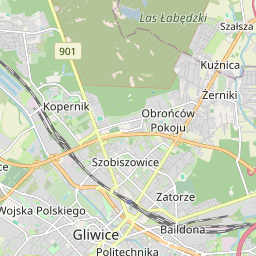 Las Łabędzki
Szałsza
901
Kuźnica
Kopernik
Żerniki
Obrońców
Pokoju
Szobiszowice
Zatorze
Wojska Polskiego
Gliwice
Baildona
Politechnika